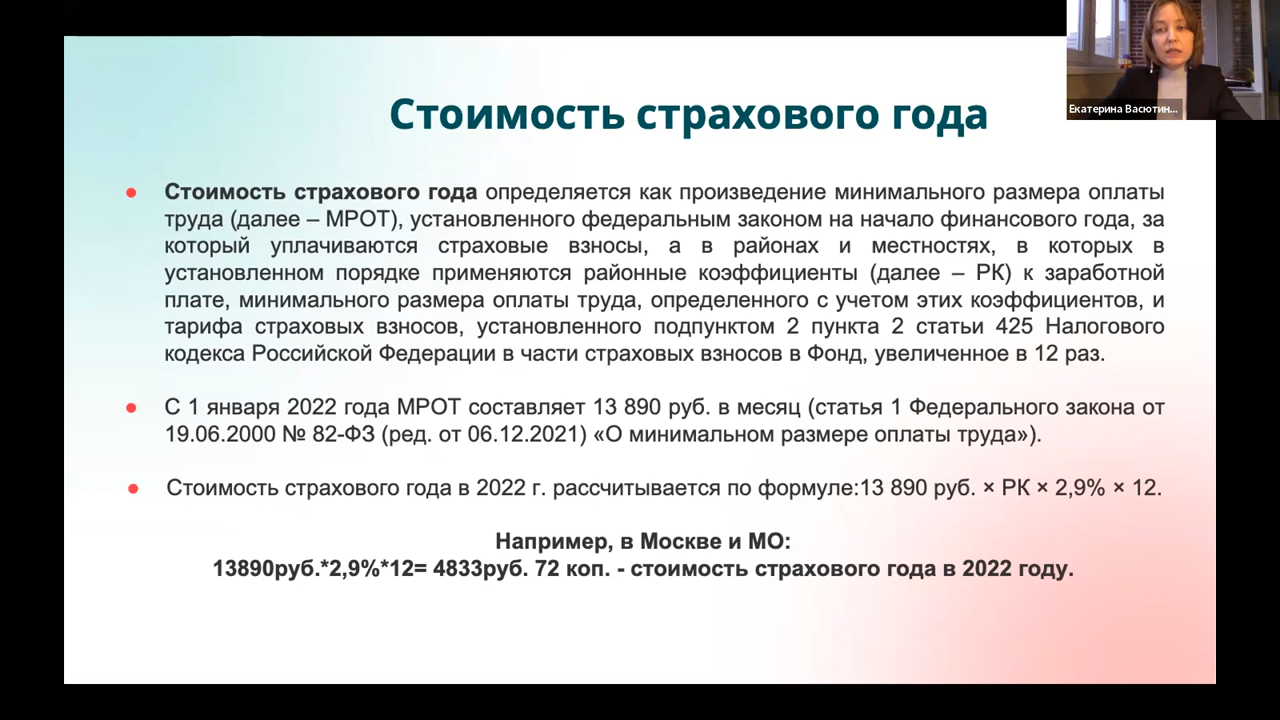 Стоимость страхового года
Екатерина Васютин...
● Стоимость страхового года определяется как произведение минимального размера оплаты
труда (далее – МРОТ), установленного федеральным законом на начало финансового года, за
который уплачиваются страховые взносы, а в районах и местностях, в которых в
установленном порядке применяются районные коэффициенты (далее – РК) к заработной
плате, минимального размера оплаты труда, определенного с учетом этих коэффициентов, и
тарифа страховых взносов, установленного подпунктом 2 пункта 2 статьи 425 Налогового
кодекса Российской Федерации в части страховых взносов в Фонд, увеличенное в 12 раз.
● С 1 января 2022 года МРОТ составляет 13 890 руб. в месяц (статья 1 Федерального закона от
19.06.2000 № 82-ФЗ (ред. от 06.12.2021) «О минимальном размере оплаты труда»).
● Стоимость страхового года в 2022 г. рассчитывается по формуле:13 890 руб. × РК × 2,9% × 12.
Например, в Москве и МО:
13890руб.*2,9%*12= 4833руб. 72 коп. - стоимость страхового года в 2022 году.